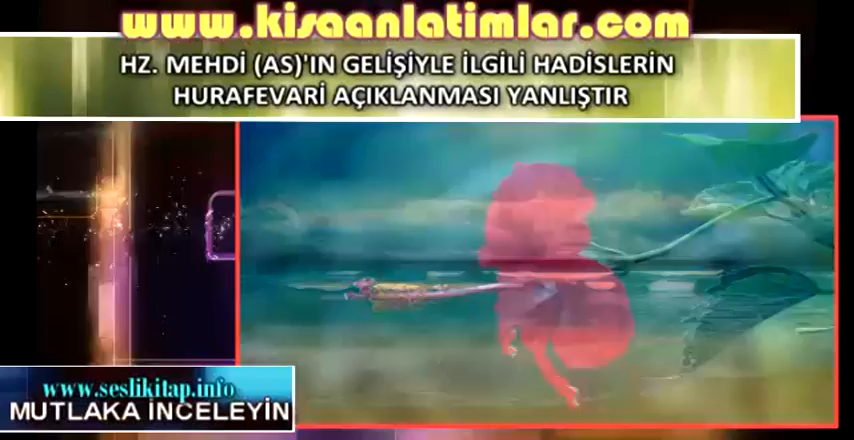 www.kisaanlatimlar.com
HZ. MEHDİ (AS)'IN GELİŞİYLE İLGİLİ HADİSLERİN
HURAFEVARİ AÇIKLANMASI YANLIŞTIR
www.seslikitap.info
MUTLAKA İNCELEYİN